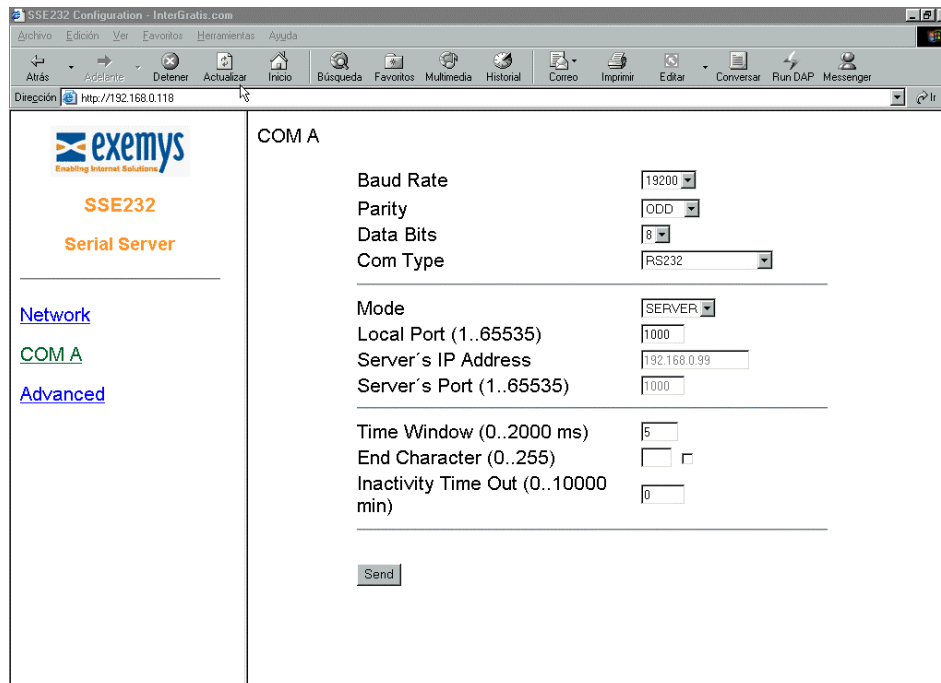 SSE232 Configuration - InterGratis.com
Archivo Edición Ver Favoritos Herramientas Ayuda
Atrás Adelante Detener Actualizar Inicio Búsqueda Favoritos Multimedia Historial Correo Imprimir Editar Conversar Run DAP Messenger
Dirección http://192.168.0.118 Ir
exemys
Enabling Internet Solutions
SSE232
Serial Server
Network
COM A
Advanced
COM A
Baud Rate 19200
Parity ODD
Data Bits 8
Com Type RS232
Mode SERVER
Local Port (1..65535) 1000
Server´s IP Address 192.168.0.99
Server´s Port (1..65535) 1000
Time Window (0..2000 ms) 5
End Character (0..255)
Inactivity Time Out (0..10000
min) 0
Send